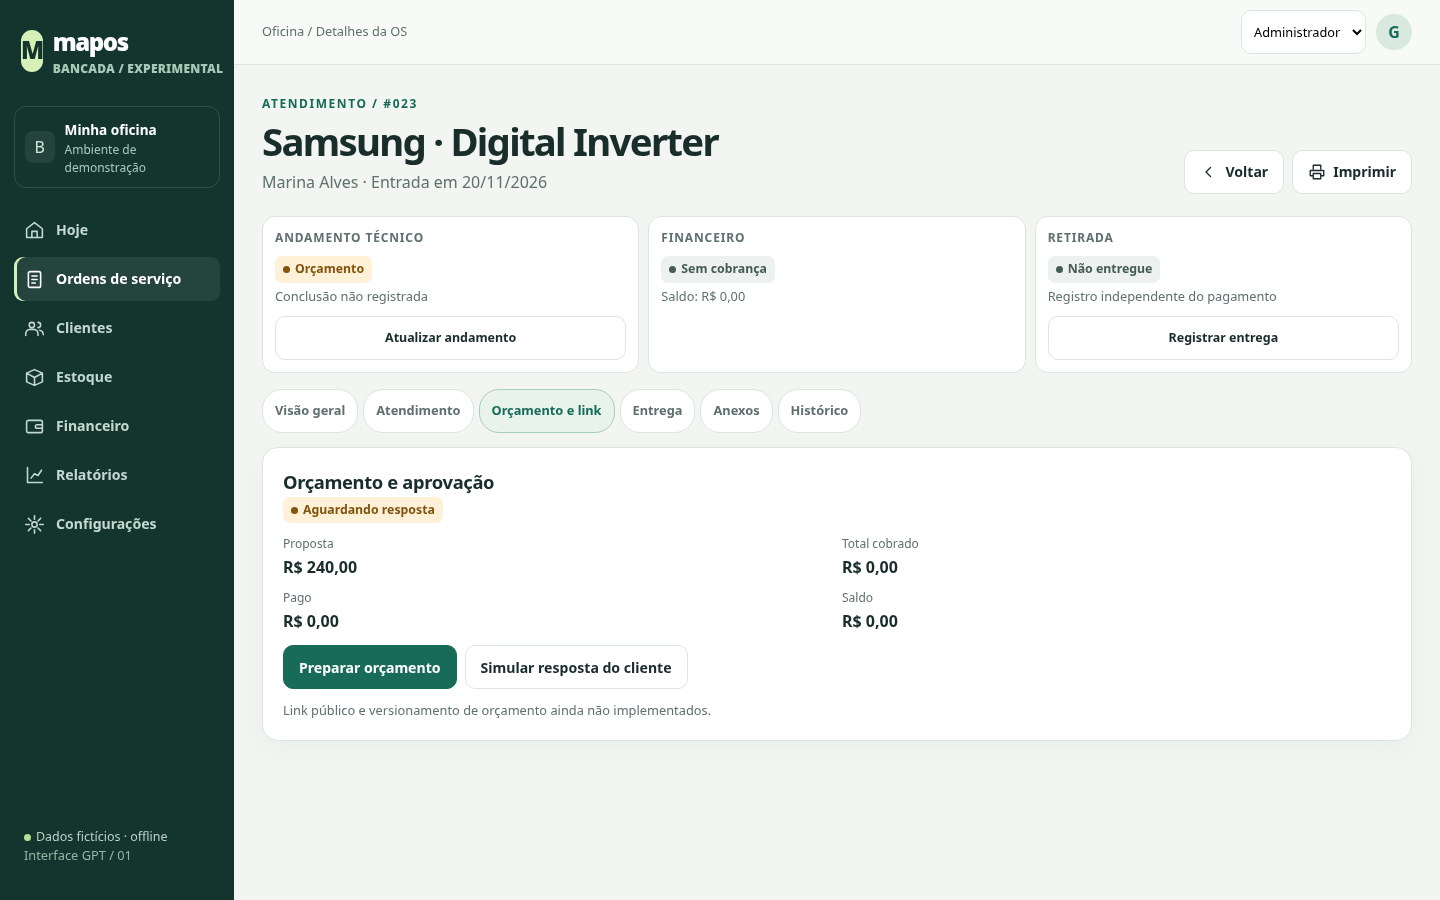 M
mapos
BANCADA / EXPERIMENTAL
B
Minha oficina
Ambiente de
demonstração
Hoje
Ordens de serviço
Clientes
Estoque
Financeiro
Relatórios
Configurações
Dados fictícios · offline
Interface GPT / 01
Oficina / Detalhes da OS
Administrador
G
ATENDIMENTO / #023
Samsung · Digital Inverter
Marina Alves · Entrada em 20/11/2026
Voltar
Imprimir
ANDAMENTO TÉCNICO
Orçamento
Conclusão não registrada
Atualizar andamento
FINANCEIRO
Sem cobrança
Saldo: R$ 0,00
RETIRADA
Não entregue
Registro independente do pagamento
Registrar entrega
Visão geral
Atendimento
Orçamento e link
Entrega
Anexos
Histórico
Orçamento e aprovação
Aguardando resposta
Proposta
R$ 240,00
Total cobrado
R$ 0,00
Pago
R$ 0,00
Saldo
R$ 0,00
Preparar orçamento
Simular resposta do cliente
Link público e versionamento de orçamento ainda não implementados.